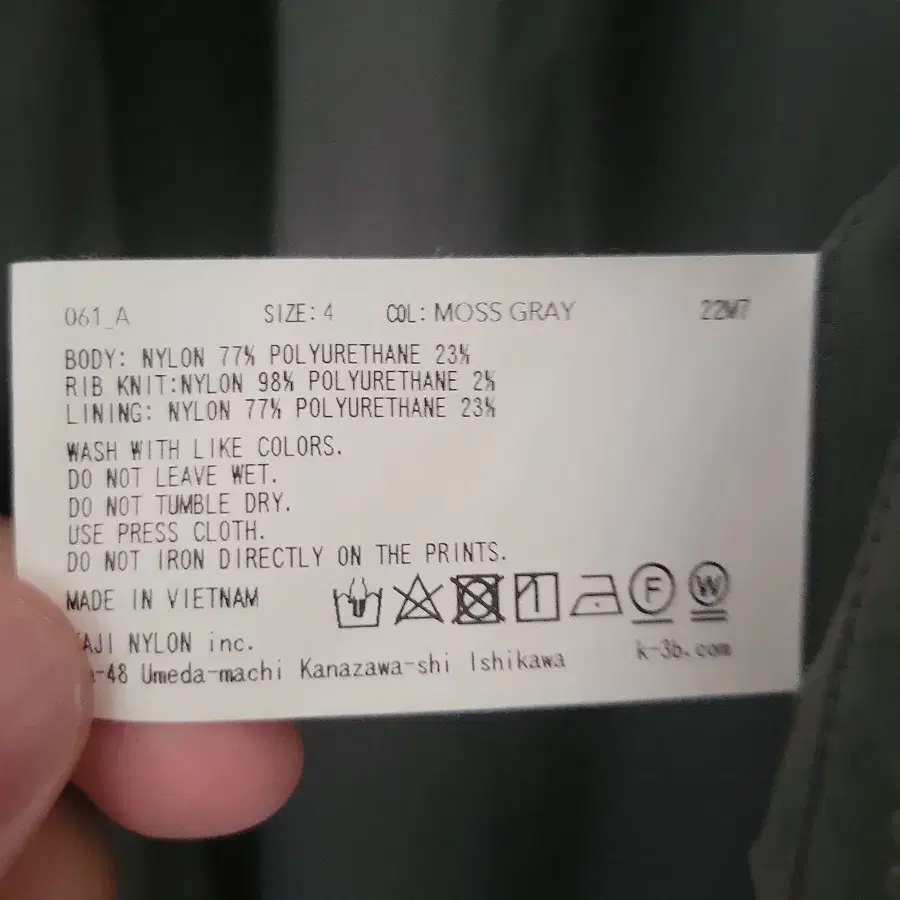 061_A SIZE: 4 COL: MOSS GRAY 22W7
BODY: NYLON 77% POLYURETHANE 23%
RIB KNIT:NYLON 98% POLYURETHANE 2%
LINING: NYLON 77% POLYURETHANE 23%
WASH WITH LIKE COLORS.
DO NOT LEAVE WET.
DO NOT TUMBLE DRY.
USE PRESS CLOTH.
DO NOT IRON DIRECTLY ON THE PRINTS.
MADE IN VIETNAM
F W
AJI NYLON inc.
-48 Umeda-machi Kanazawa-shi Ishikawa
k-3b.com